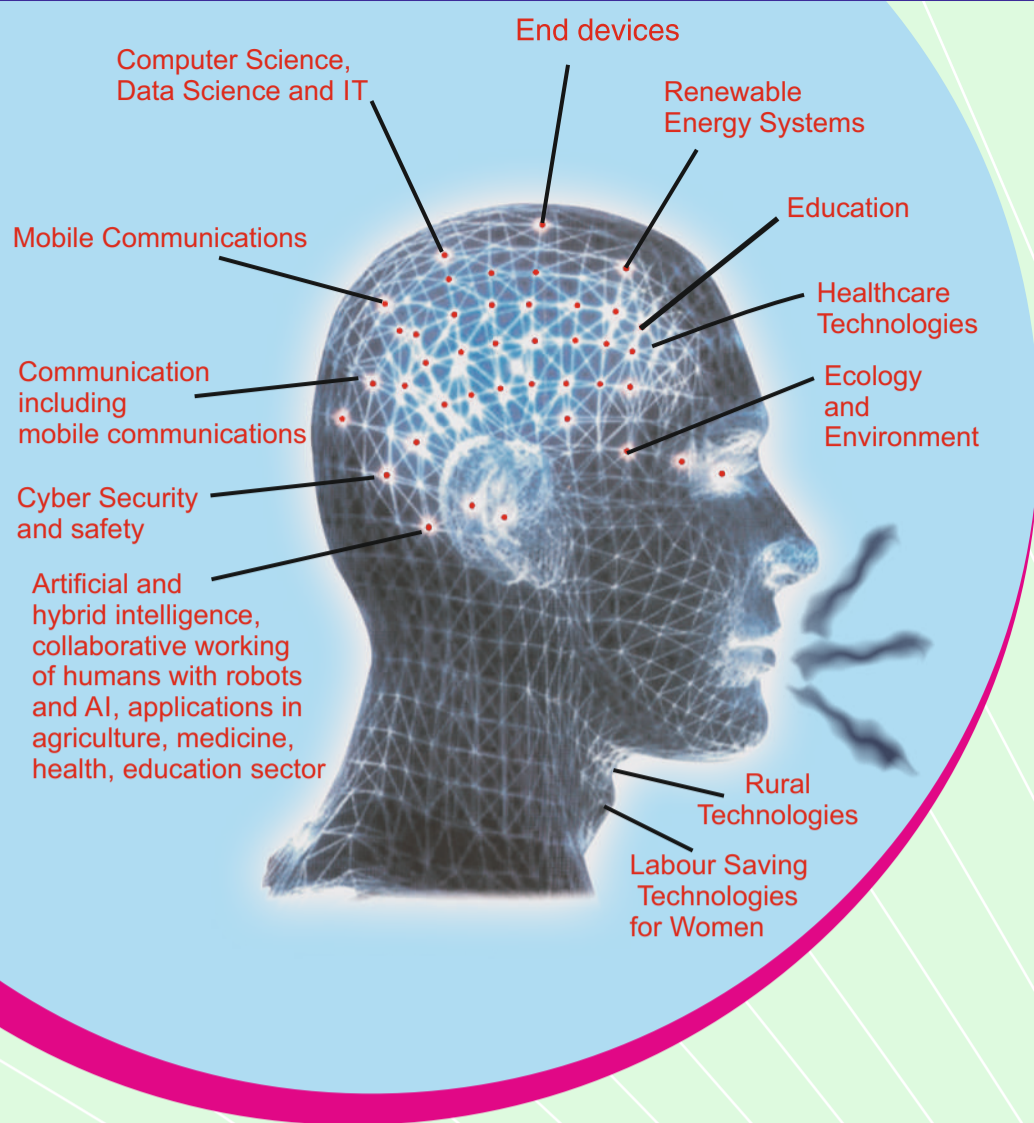 End devices
Computer Science,
Data Science and IT
Renewable
Energy Systems
Education
Mobile Communications
Healthcare
Technologies
Communication
including
mobile communications
Ecology
and
Environment
Cyber Security
and safety
Artificial and
hybrid intelligence,
collaborative working
of humans with robots
and AI, applications in
agriculture, medicine,
health, education sector
Rural
Technologies
Labour Saving
Technologies
for Women